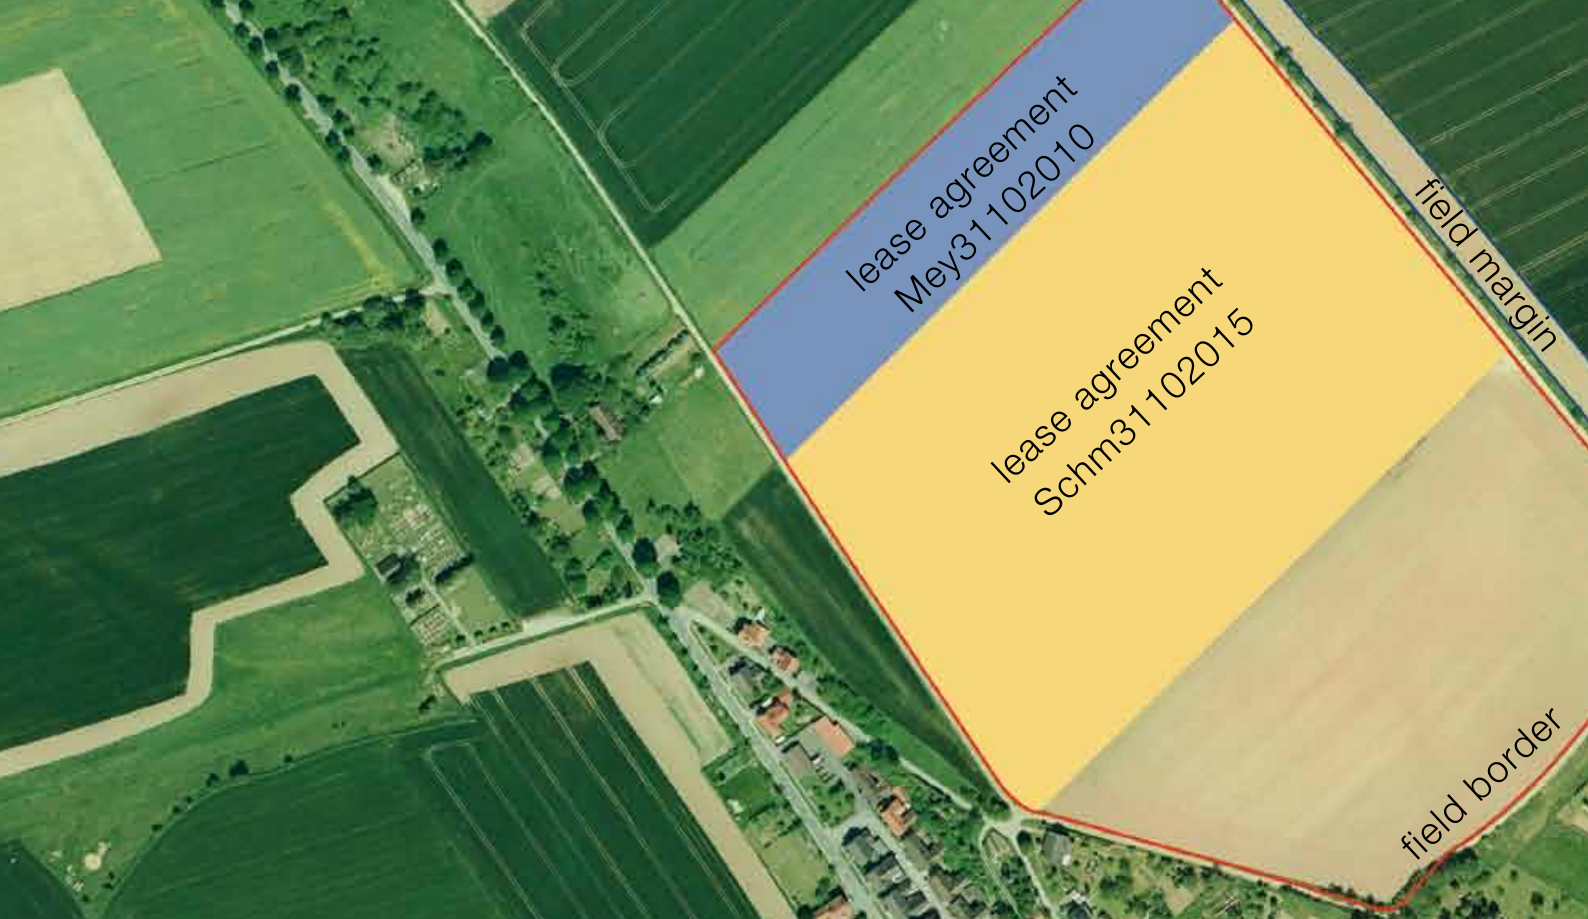 lease agreement
Mey31102010
lease agreement
Schm31102015
field margin
field border